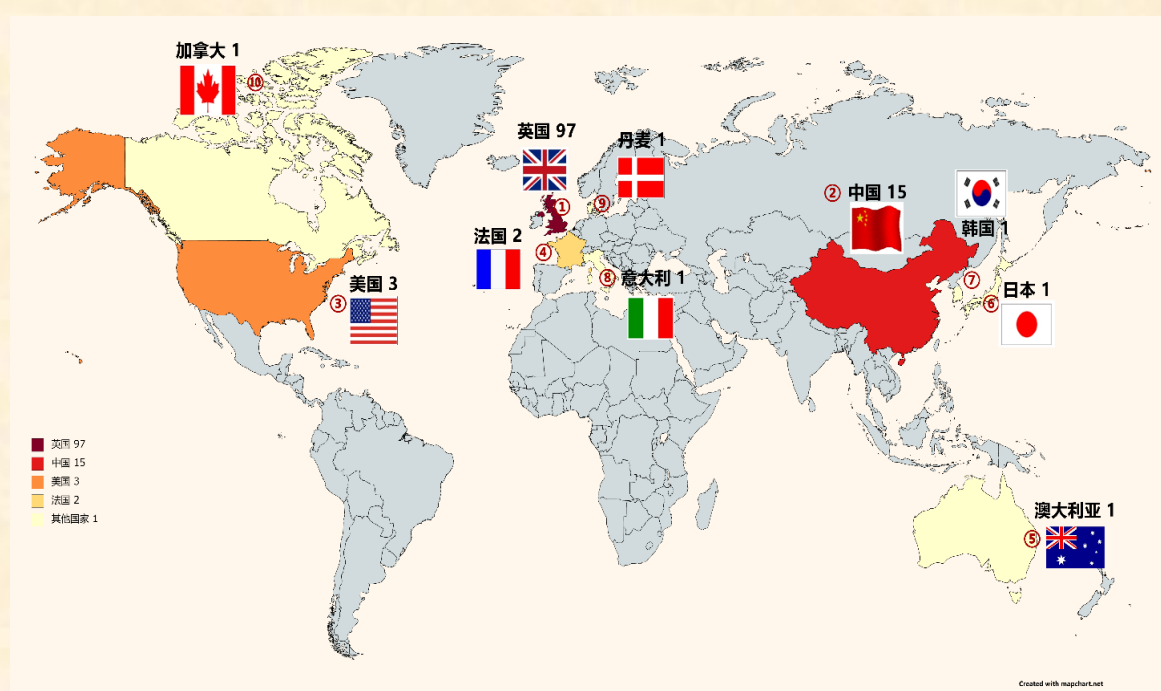 加拿大 1
⑩
英国 97
丹麦 1
①
⑨
② 中国 15
韩国 1
法国 2
④
⑧ 意大利 1
⑦
美国 3
③
⑥ 日本 1
英国 97
中国 15
美国 3
法国 2
其他国家 1
澳大利亚 1
⑤
Created with mapchart.net